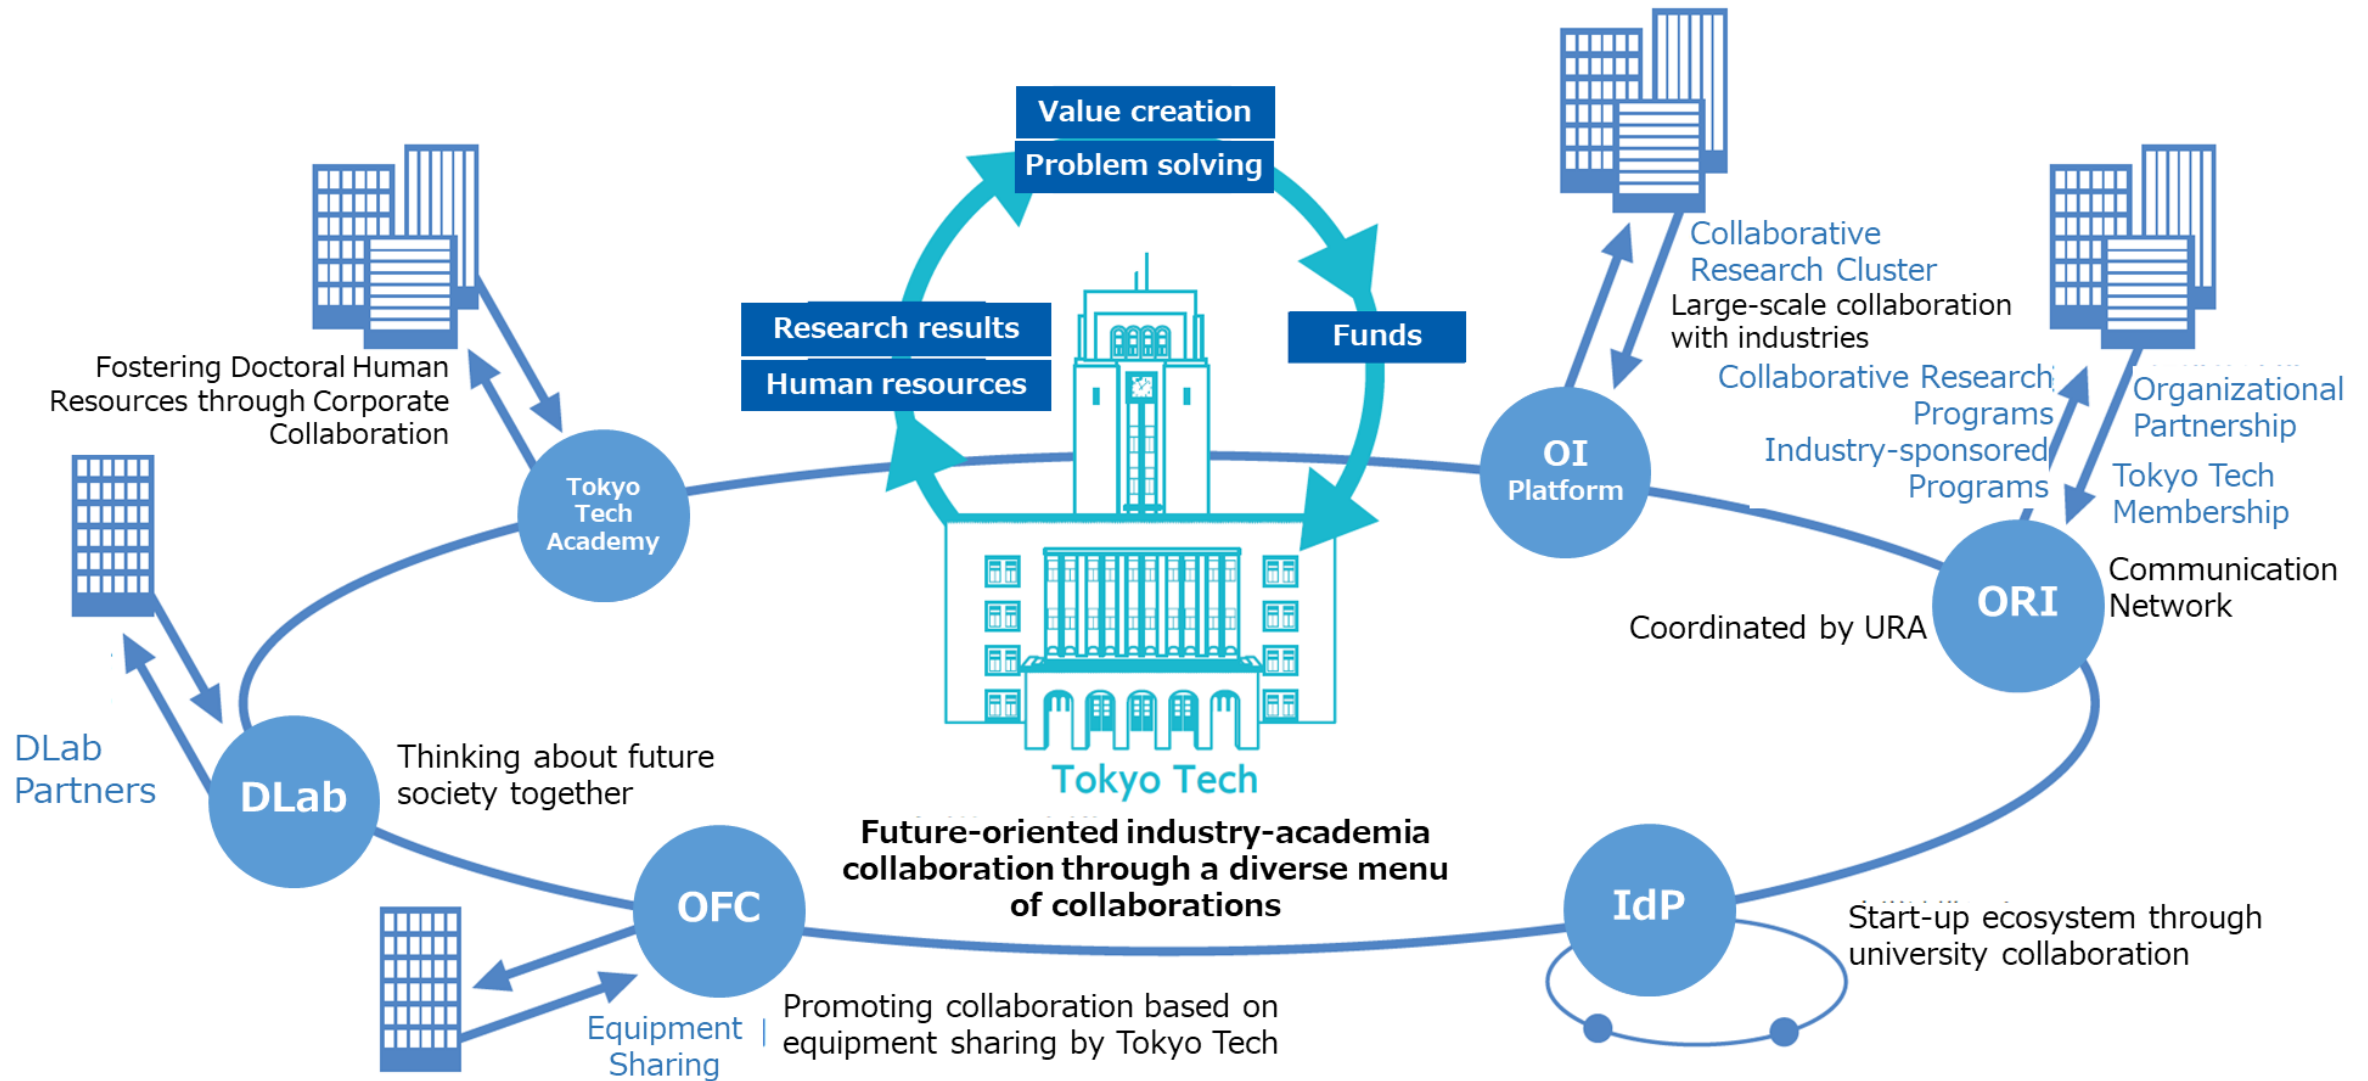 Value creation
Problem solving
Research results
Human resources
Funds
Collaborative
Research Cluster
Large-scale collaboration
with industries
Collaborative Research
Programs
Industry-sponsored
Programs
Organizational
Partnership
Tokyo Tech
Membership
Fostering Doctoral Human
Resources through Corporate
Collaboration
Tokyo
Tech
Academy
OI
Platform
ORI
Communication
Network
Coordinated by URA
DLab
Partners
DLab
Thinking about future
society together
Tokyo Tech
Future-oriented industry-academia
collaboration through a diverse menu
of collaborations
OFC
IdP
Start-up ecosystem through
university collaboration
Equipment
Sharing
Promoting collaboration based on
equipment sharing by Tokyo Tech